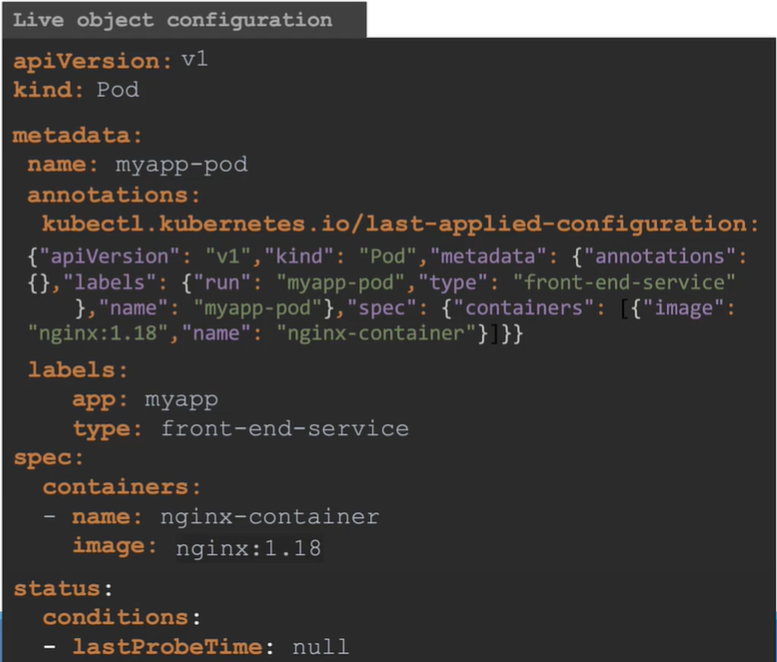 Live object configuration
apiVersion: v1
kind: Pod
metadata:
name: myapp-pod
annotations:
kubectl.kubernetes.io/last-applied-configuration:
{"apiVersion": "v1","kind": "Pod","metadata": {"annotations":
{},"labels": {"run": "myapp-pod","type": "front-end-service"
},"name": "myapp-pod"},"spec": {"containers": [{"image":
"nginx:1.18","name": "nginx-container"}]}}
labels:
app: myapp
type: front-end-service
spec:
containers:
- name: nginx-container
image: nginx:1.18
status:
conditions:
- lastProbeTime: null